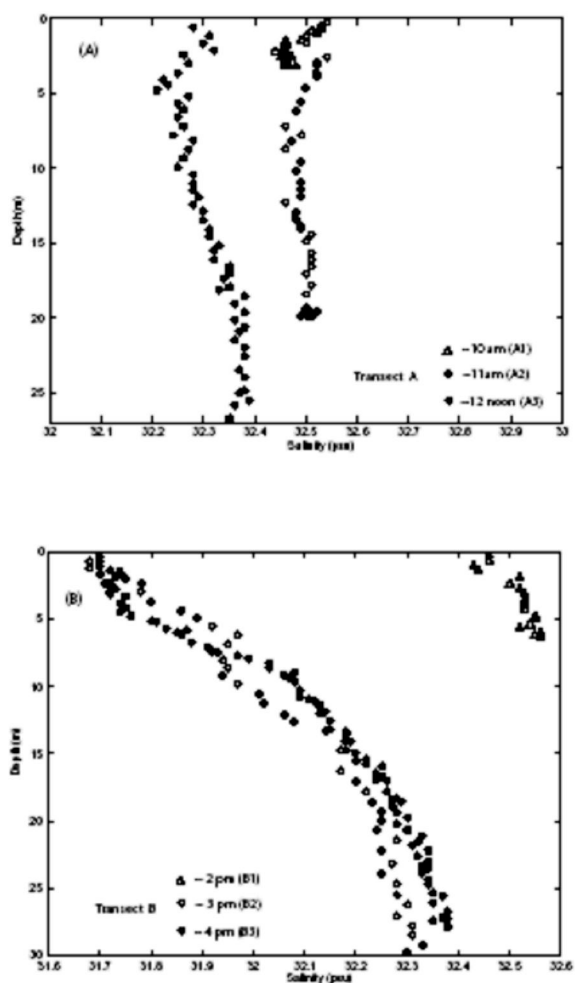 (A)
0
5
10
15
20
25
Depth(m)
~10 am (A1)
Transect A
~11am (A2)
~12 noon (A3)
32
32.1
32.2
32.3
32.4
32.5
32.6
32.7
32.8
32.9
33
Salinity (psu)
(B)
0
5
10
15
20
25
30
Depth(m)
~2 pm (B1)
Transect B
~3 pm (B2)
~4 pm (B3)
31.6
31.7
31.8
31.9
32
32.1
32.2
32.3
32.4
32.5
32.6
Salinity (psu)